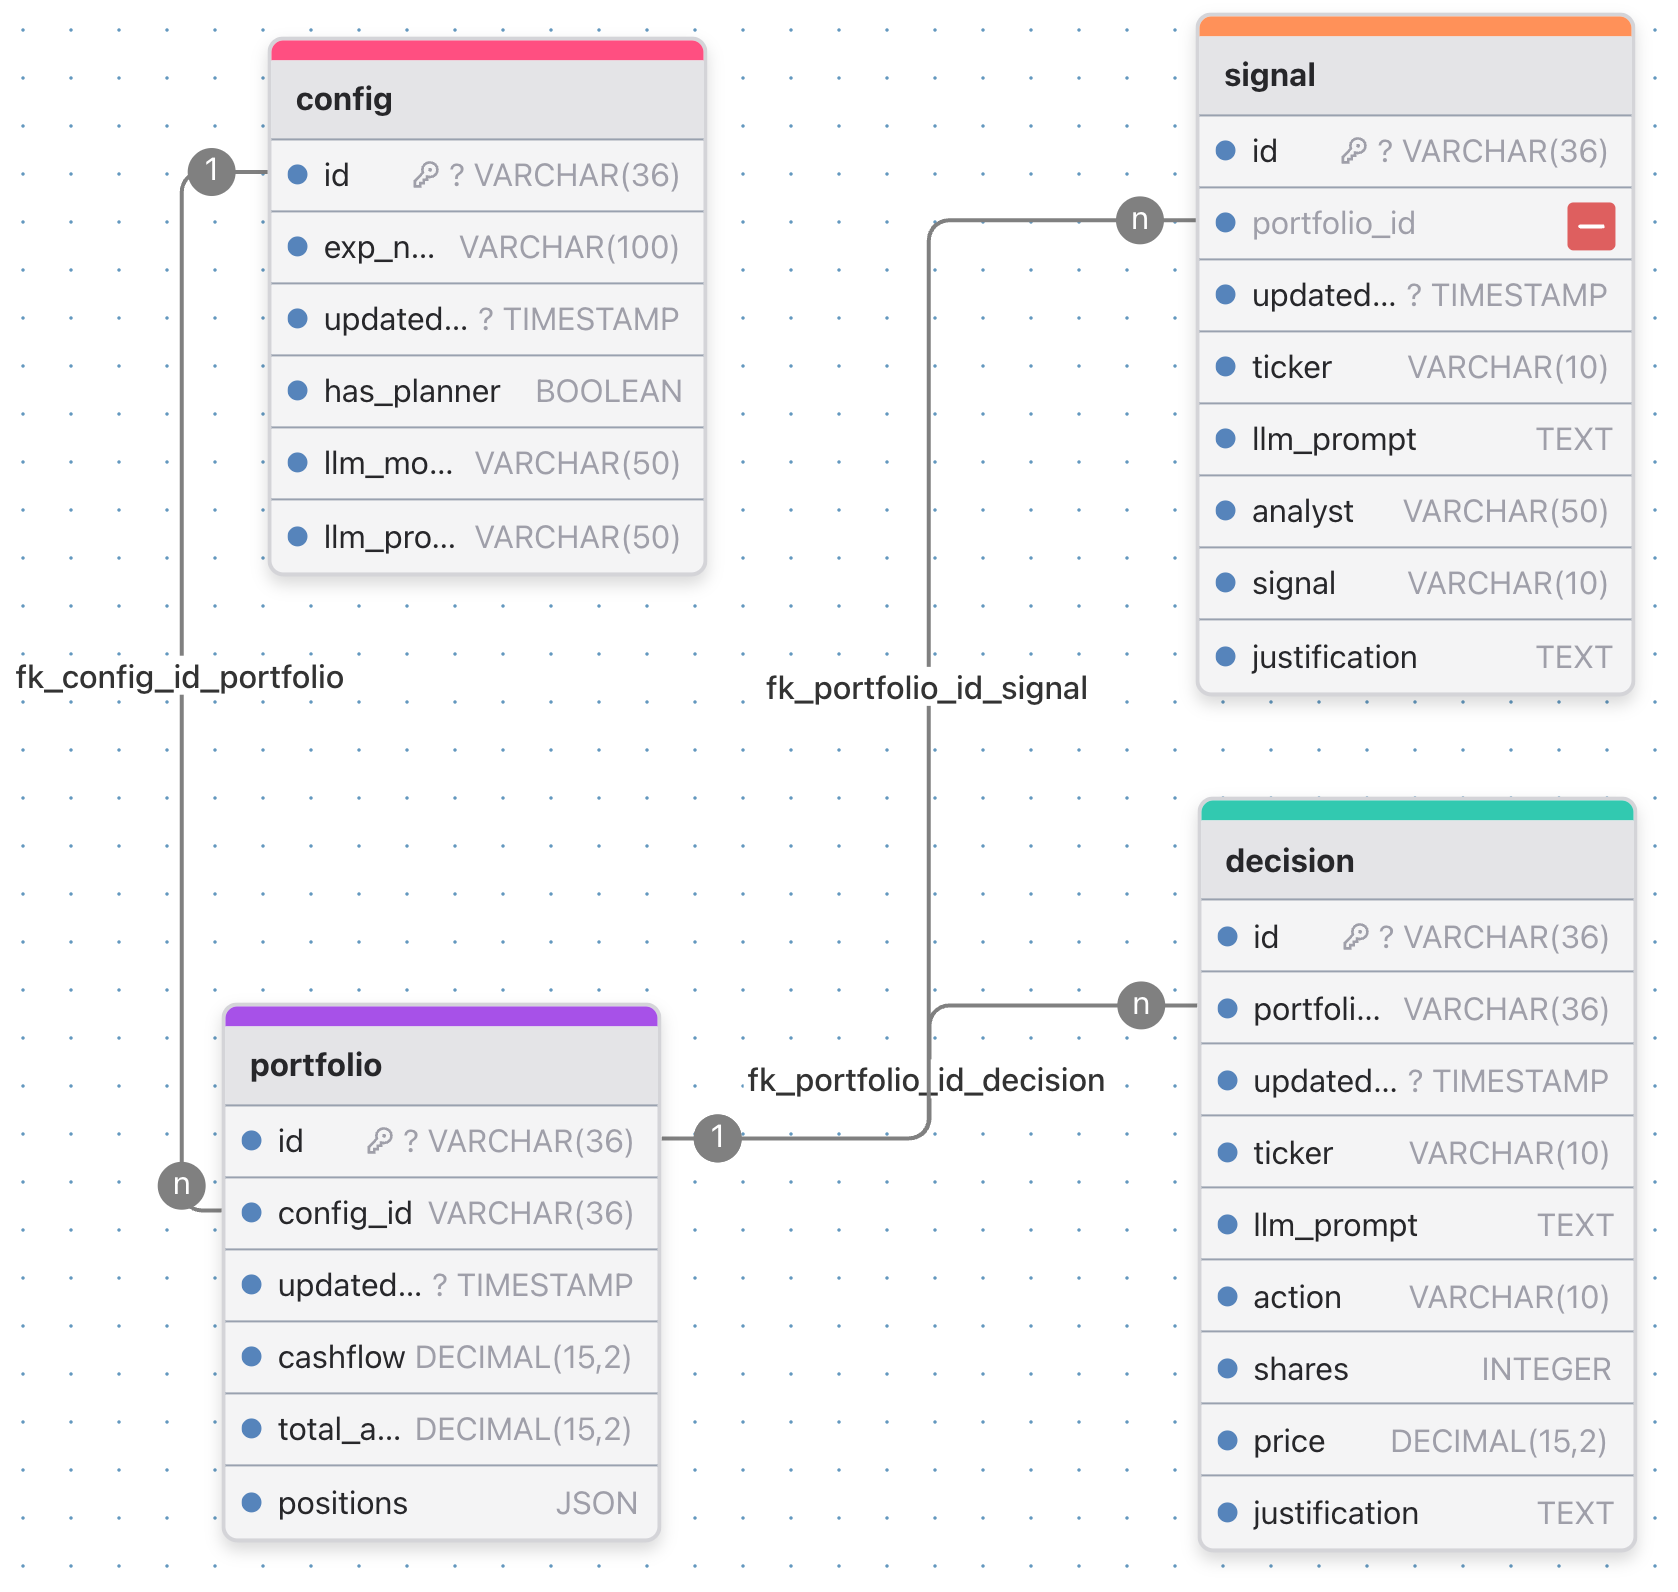 config
id ? VARCHAR(36)
exp_n... VARCHAR(100)
updated... ? TIMESTAMP
has_planner BOOLEAN
llm_mo... VARCHAR(50)
llm_pro... VARCHAR(50)
1
fk_config_id_portfolio
n
portfolio
id ? VARCHAR(36)
config_id VARCHAR(36)
updated... ? TIMESTAMP
cashflow DECIMAL(15,2)
total_a... DECIMAL(15,2)
positions JSON
1
fk_portfolio_id_signal
n
fk_portfolio_id_decision
n
signal
id ? VARCHAR(36)
portfolio_id
updated... ? TIMESTAMP
ticker VARCHAR(10)
llm_prompt TEXT
analyst VARCHAR(50)
signal VARCHAR(10)
justification TEXT
decision
id ? VARCHAR(36)
portfoli... VARCHAR(36)
updated... ? TIMESTAMP
ticker VARCHAR(10)
llm_prompt TEXT
action VARCHAR(10)
shares INTEGER
price DECIMAL(15,2)
justification TEXT